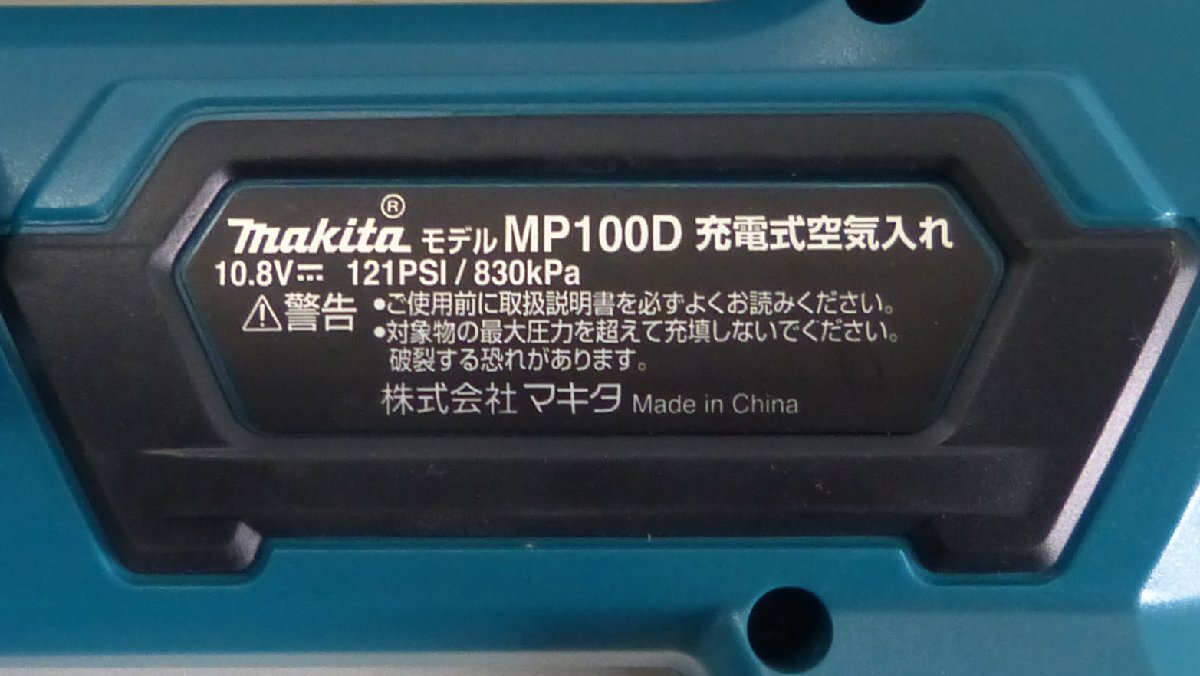 makita® モデル MP100D 充電式空気入れ
10.8V⎓ 121PSI / 830kPa
⚠警告 •ご使用前に取扱説明書を必ずよくお読みください。
•対象物の最大圧力を超えて充填しないでください。
破裂する恐れがあります。
株式会社 マキタ Made in China